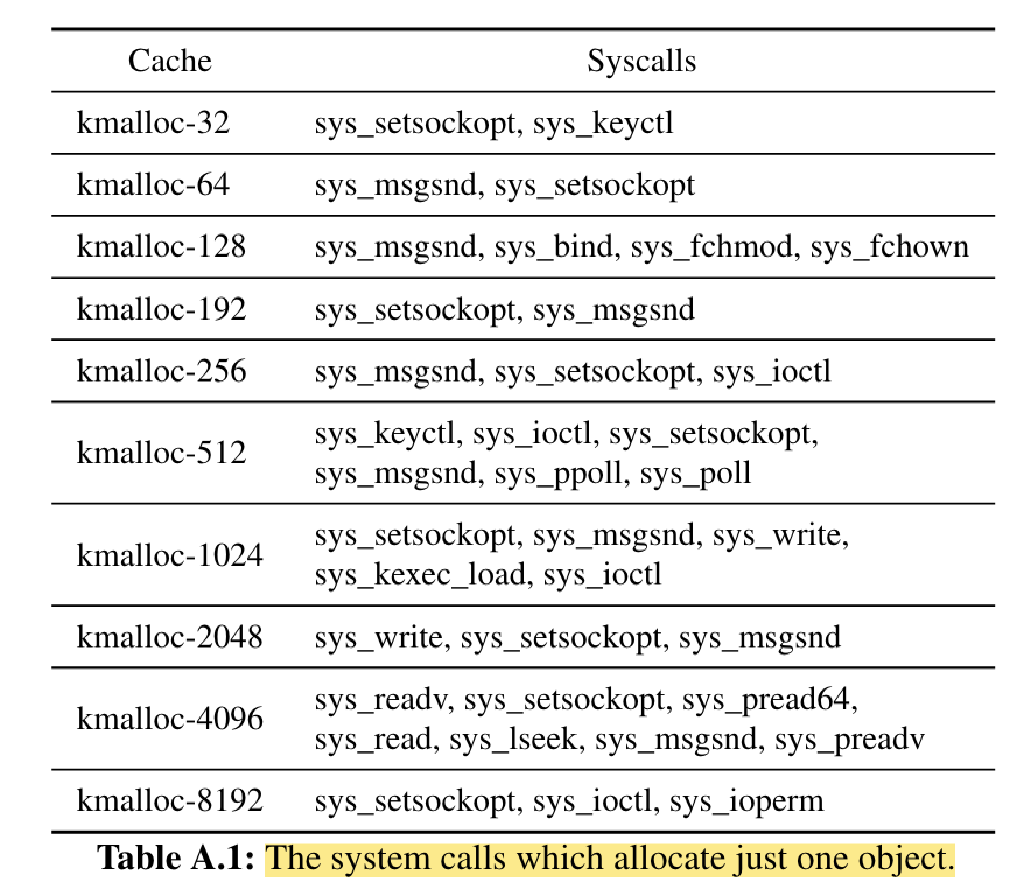 Cache Syscalls
kmalloc-32 sys_setsockopt, sys_keyctl
kmalloc-64 sys_msgsnd, sys_setsockopt
kmalloc-128 sys_msgsnd, sys_bind, sys_fchmod, sys_fchown
kmalloc-192 sys_setsockopt, sys_msgsnd
kmalloc-256 sys_msgsnd, sys_setsockopt, sys_ioctl
kmalloc-512 sys_keyctl, sys_ioctl, sys_setsockopt,
sys_msgsnd, sys_ppoll, sys_poll
kmalloc-1024 sys_setsockopt, sys_msgsnd, sys_write,
sys_kexec_load, sys_ioctl
kmalloc-2048 sys_write, sys_setsockopt, sys_msgsnd
kmalloc-4096 sys_readv, sys_setsockopt, sys_pread64,
sys_read, sys_lseek, sys_msgsnd, sys_preadv
kmalloc-8192 sys_setsockopt, sys_ioctl, sys_ioperm
Table A.1: The system calls which allocate just one object.